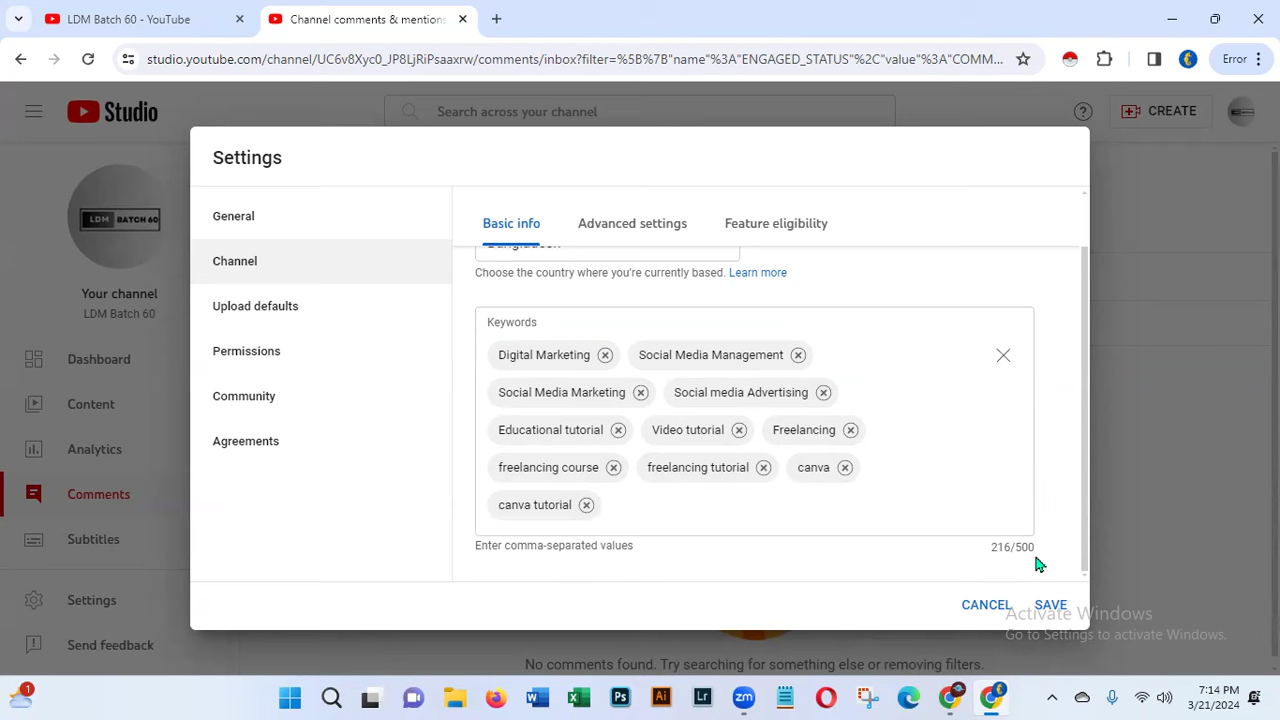 LDM Batch 60 - YouTube
Channel comments & mentions
studio.youtube.com/channel/UC6v8Xyc0_JP8LjRiPsaaxrw/comments/inbox?filter=%5B%7B"name"%3A"ENGAGED_STATUS"%2C"value"%3A"COMM...
Error
Studio
Search across your channel
CREATE
Settings
LDM BATCH 60
Your channel
LDM Batch 60
Dashboard
Content
Analytics
Comments
Subtitles
Settings
Send feedback
General
Channel
Upload defaults
Permissions
Community
Agreements
Basic info Advanced settings Feature eligibility
Bangladesh
Choose the country where you're currently based. Learn more
Keywords
Digital Marketing Social Media Management
Social Media Marketing Social media Advertising
Educational tutorial Video tutorial Freelancing
freelancing course freelancing tutorial canva
canva tutorial
Enter comma-separated values 216/500
CANCEL SAVE
Activate Windows
Go to Settings to activate Windows.
No comments found. Try searching for something else or removing filters.
1
7:14 PM
3/21/2024